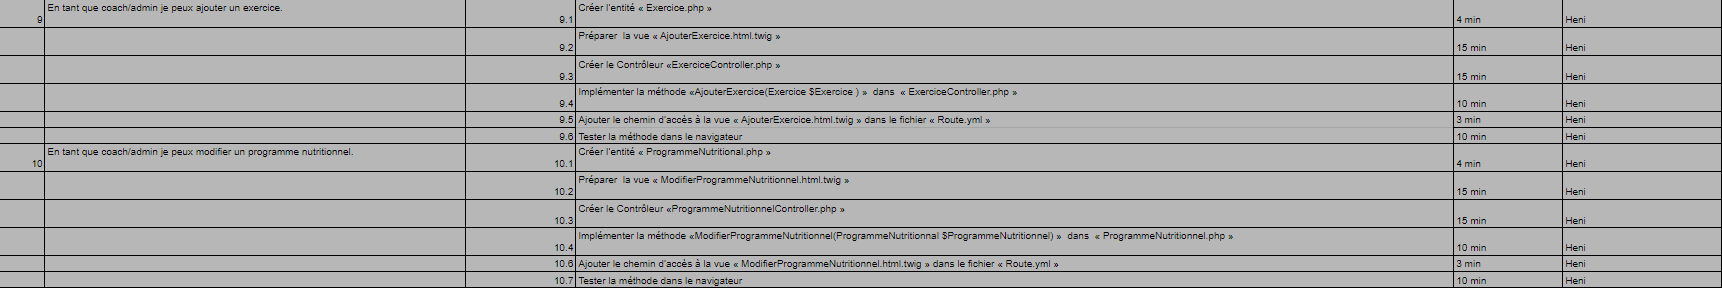 En tant que coach/admin je peux ajouter un exercice.
9 9.1 Créer l'entité « Exercice.php » 4 min Heni
9.2 Préparer la vue « AjouterExercice.html.twig » 15 min Heni
9.3 Créer le Contrôleur «ExerciceController.php » 15 min Heni
9.4 Implémenter la méthode «AjouterExercice(Exercice $Exercice ) » dans « ExerciceController.php » 10 min Heni
9.5 Ajouter le chemin d'accès à la vue « AjouterExercice.html.twig » dans le fichier « Route.yml » 3 min Heni
9.6 Tester la méthode dans le navigateur 10 min Heni
En tant que coach/admin je peux modifier un programme nutritionnel.
10 10.1 Créer l'entité « ProgrammeNutritional.php » 4 min Heni
10.2 Préparer la vue « ModifierProgrammeNutritionnel.html.twig » 15 min Heni
10.3 Créer le Contrôleur «ProgrammeNutritionnelController.php » 15 min Heni
10.4 Implémenter la méthode «ModifierProgrammeNutritionnel(ProgrammeNutritionnal $ProgrammeNutritionnel) » dans « ProgrammeNutritionnel.php » 10 min Heni
10.6 Ajouter le chemin d'accès à la vue « ModifierProgrammeNutritionnel.html.twig » dans le fichier « Route.yml » 3 min Heni
10.7 Tester la méthode dans le navigateur 10 min Heni